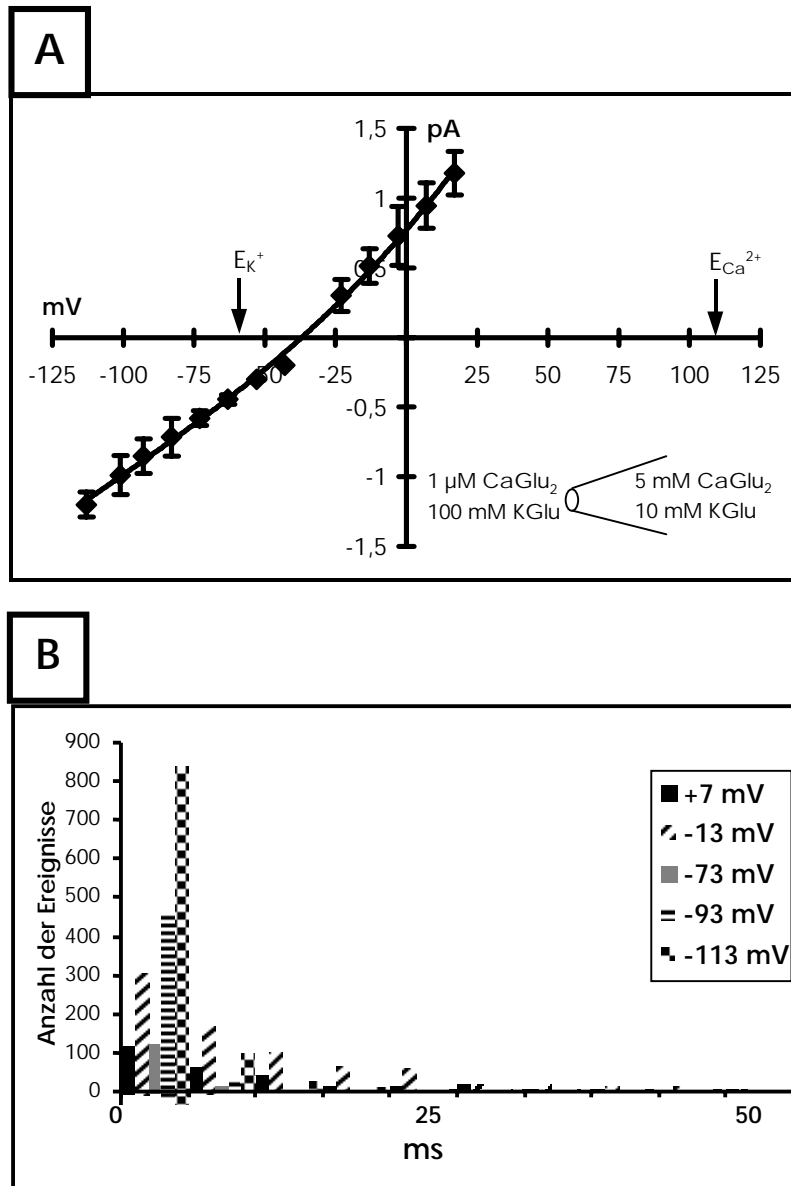 A
1,5 pA
1
E_K⁺
E_Ca²⁺
0,5
mV
-125 -100 -75 -50 -25 25 50 75 100 125
-0,5
1 µM CaGlu₂ 5 mM CaGlu₂
-1
100 mM KGlu 10 mM KGlu
-1,5
B
900
800
700
600
500
400
300
200
100
0
Anzahl der Ereignisse
+7 mV
-13 mV
-73 mV
-93 mV
-113 mV
0 25 50
ms